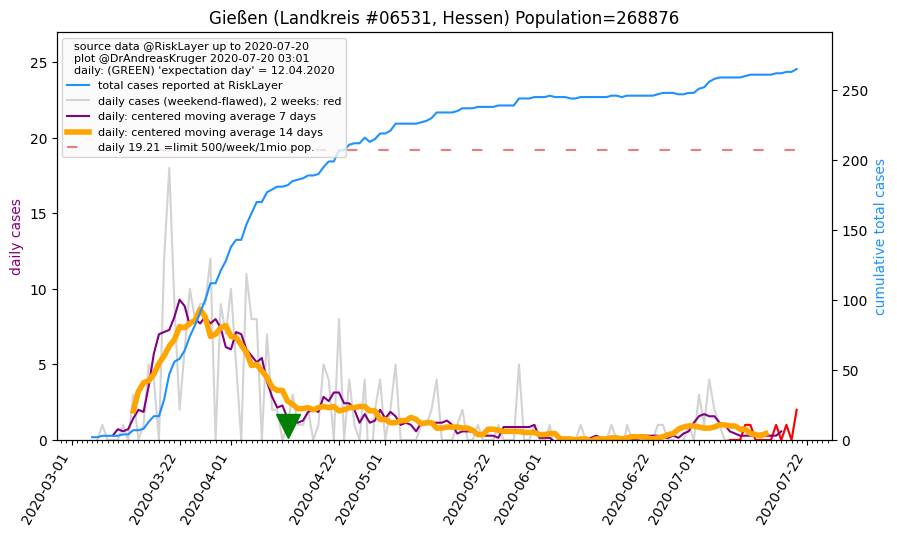 Gießen (Landkreis #06531, Hessen) Population=268876
source data @RiskLayer up to 2020-07-20
plot @DrAndreasKruger 2020-07-20 03:01
daily: (GREEN) 'expectation day' = 12.04.2020
total cases reported at RiskLayer
daily cases (weekend-flawed), 2 weeks: red
daily: centered moving average 7 days
daily: centered moving average 14 days
daily 19.21 =limit 500/week/1mio pop.
daily cases
25
20
15
10
5
0
cumulative total cases
250
200
150
100
50
0
2020-03-01
2020-03-22
2020-04-01
2020-04-22
2020-05-01
2020-05-22
2020-06-01
2020-06-22
2020-07-01
2020-07-22